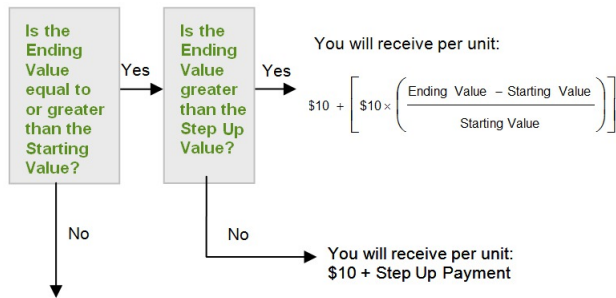 Is the
Ending
Value
equal to
or greater
than the
Starting
Value?
Yes
Is the
Ending
Value
greater
than the
Step Up
Value?
Yes
You will receive per unit:
$10 + [ $10 × ( Ending Value – Starting Value
Starting Value ) ]
No
No
You will receive per unit:
$10 + Step Up Payment